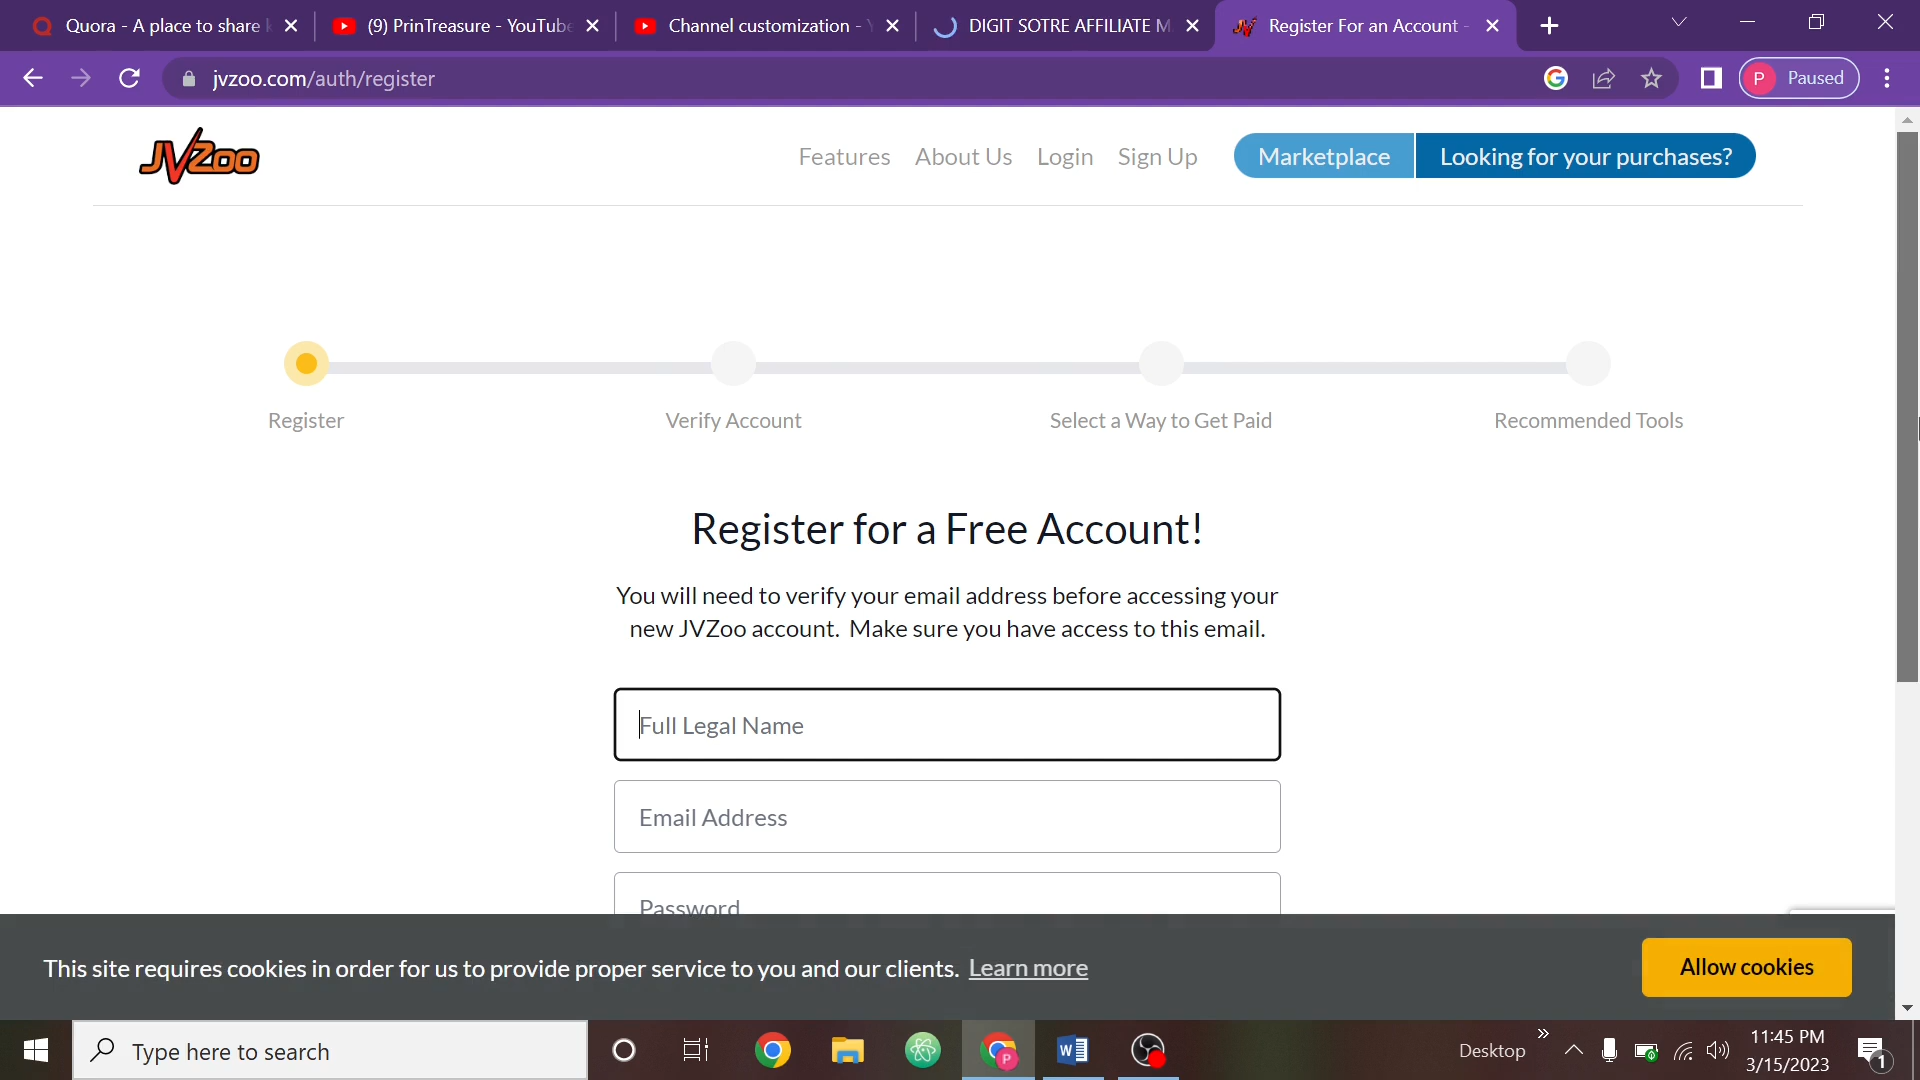 Quora - A place to share
(9) PrinTreasure - YouTube
Channel customization -
DIGIT SOTRE AFFILIATE M
Register For an Account -
jvzoo.com/auth/register
P
Paused
JVZoo
Features
About Us
Login
Sign Up
Marketplace
Looking for your purchases?
Register
Verify Account
Select a Way to Get Paid
Recommended Tools
Register for a Free Account!
You will need to verify your email address before accessing your
new JVZoo account. Make sure you have access to this email.
Full Legal Name
Email Address
Password
This site requires cookies in order for us to provide proper service to you and our clients. Learn more
Allow cookies
Type here to search
Desktop
11:45 PM
3/15/2023
1